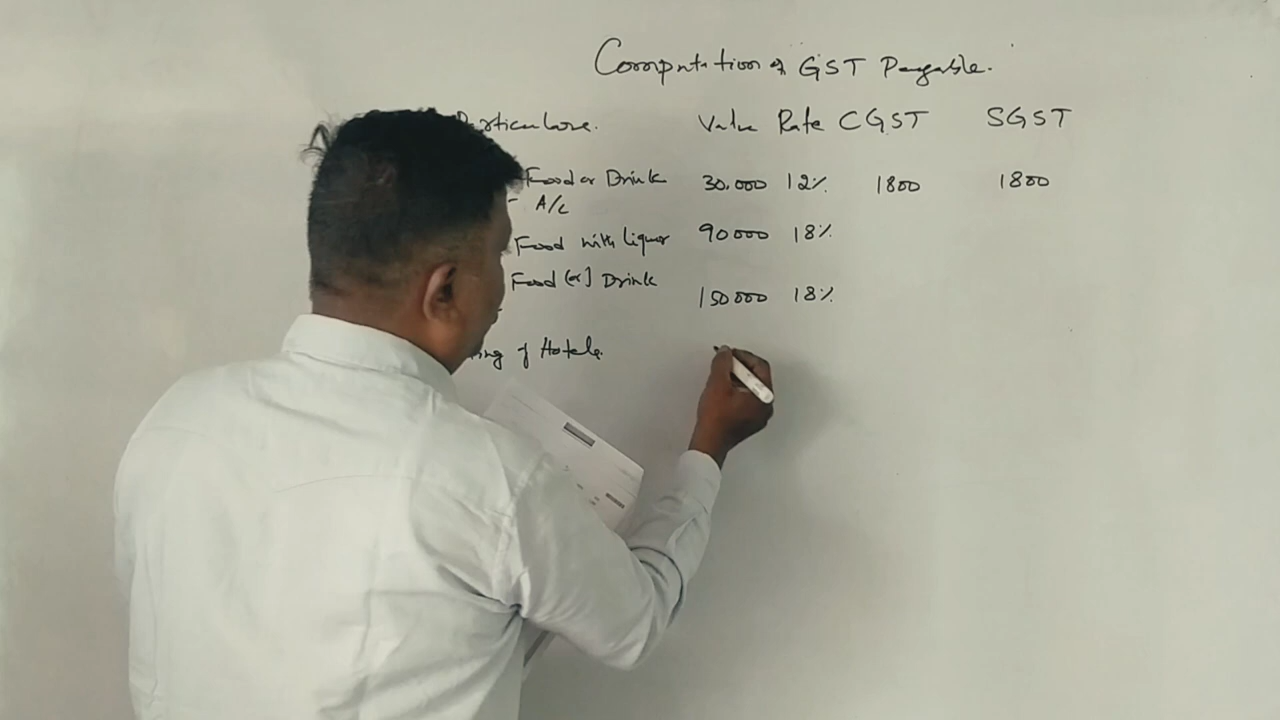 Computation of GST Payable.
Particulars. Value Rate CGST SGST
Food or Drink 30,000 12% 1800 1800
- A/c
Food with liquor 90000 18%
Food (or) Drink
150000 18%
of Hotels.